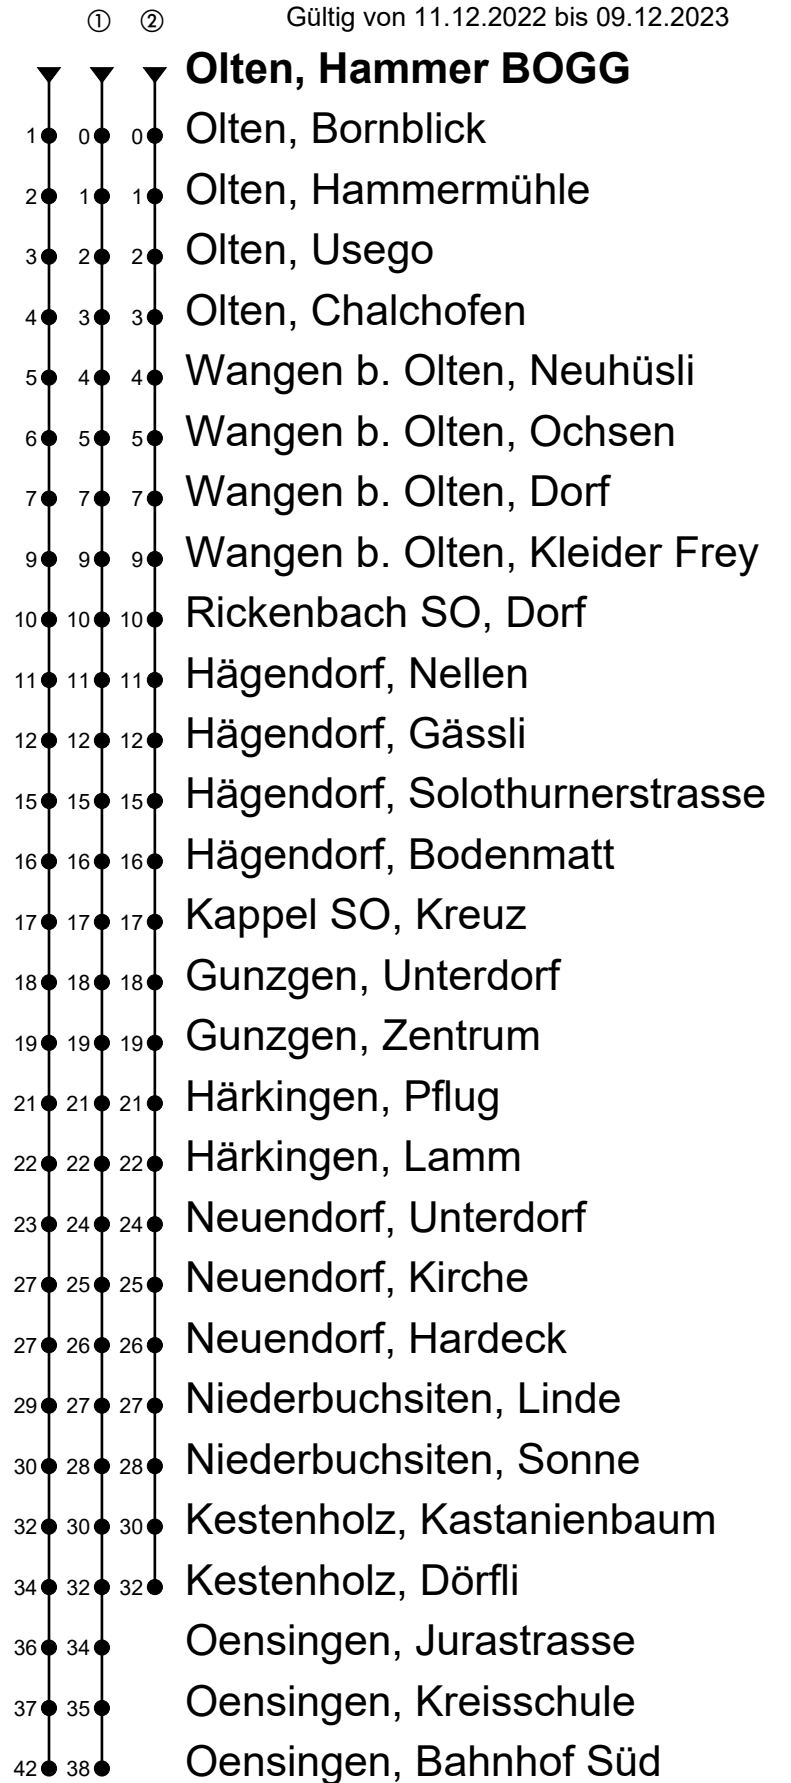 ① ② Gültig von 11.12.2022 bis 09.12.2023
Olten, Hammer BOGG
1 0 0 Olten, Bornblick
2 1 1 Olten, Hammermühle
3 2 2 Olten, Usego
4 3 3 Olten, Chalchofen
5 4 4 Wangen b. Olten, Neuhüsli
6 5 5 Wangen b. Olten, Ochsen
7 7 7 Wangen b. Olten, Dorf
9 9 9 Wangen b. Olten, Kleider Frey
10 10 10 Rickenbach SO, Dorf
11 11 11 Hägendorf, Nellen
12 12 12 Hägendorf, Gässli
15 15 15 Hägendorf, Solothurnerstrasse
16 16 16 Hägendorf, Bodenmatt
17 17 17 Kappel SO, Kreuz
18 18 18 Gunzgen, Unterdorf
19 19 19 Gunzgen, Zentrum
21 21 21 Härkingen, Pflug
22 22 22 Härkingen, Lamm
23 24 24 Neuendorf, Unterdorf
27 25 25 Neuendorf, Kirche
27 26 26 Neuendorf, Hardeck
29 27 27 Niederbuchsiten, Linde
30 28 28 Niederbuchsiten, Sonne
32 30 30 Kestenholz, Kastanienbaum
34 32 32 Kestenholz, Dörfli
36 34 Oensingen, Jurastrasse
37 35 Oensingen, Kreisschule
42 38 Oensingen, Bahnhof Süd